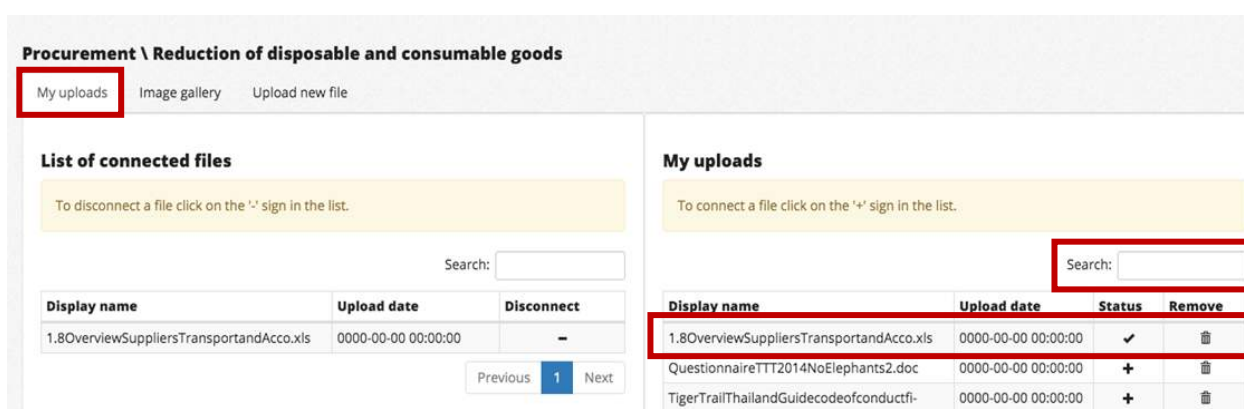 Procurement \ Reduction of disposable and consumable goods
My uploads Image gallery Upload new file
List of connected files
To disconnect a file click on the '-' sign in the list.
Search:
Display name Upload date Disconnect
1.8OverviewSuppliersTransportandAcco.xls 0000-00-00 00:00:00 -
Previous 1 Next
My uploads
To connect a file click on the '+' sign in the list.
Search:
Display name Upload date Status Remove
1.8OverviewSuppliersTransportandAcco.xls 0000-00-00 00:00:00 ✔
QuestionnaireTTT2014NoElephants2.doc 0000-00-00 00:00:00 +
TigerTrailThailandGuidecodeofconductfi- 0000-00-00 00:00:00 +